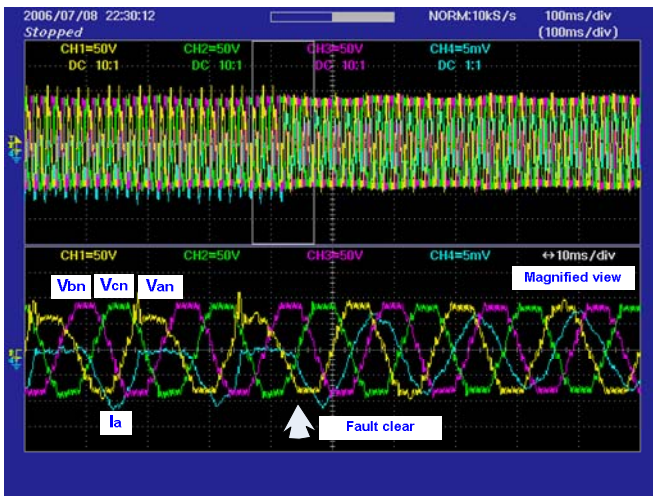 2006/07/08 22:30:12 NORM:10kS/s 100ms/div
Stopped (100ms/div)
CH1=50V CH2=50V CH3=50V CH4=5mV
DC 10:1 DC 10:1 DC 10:1 DC 1:1
CH1=50V CH2=50V CH3=50V CH4=5mV ↔10ms/div
Magnified view
Vbn Vcn Van
Ia
Fault clear